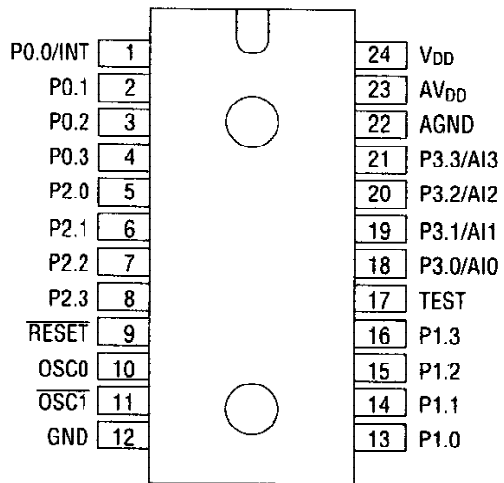 P0.0/INT 1 24 VDD
P0.1 2 23 AVDD
P0.2 3 22 AGND
P0.3 4 21 P3.3/AI3
P2.0 5 20 P3.2/AI2
P2.1 6 19 P3.1/AI1
P2.2 7 18 P3.0/AI0
P2.3 8 17 TEST
RESET 9 16 P1.3
OSC0 10 15 P1.2
OSC1 11 14 P1.1
GND 12 13 P1.0